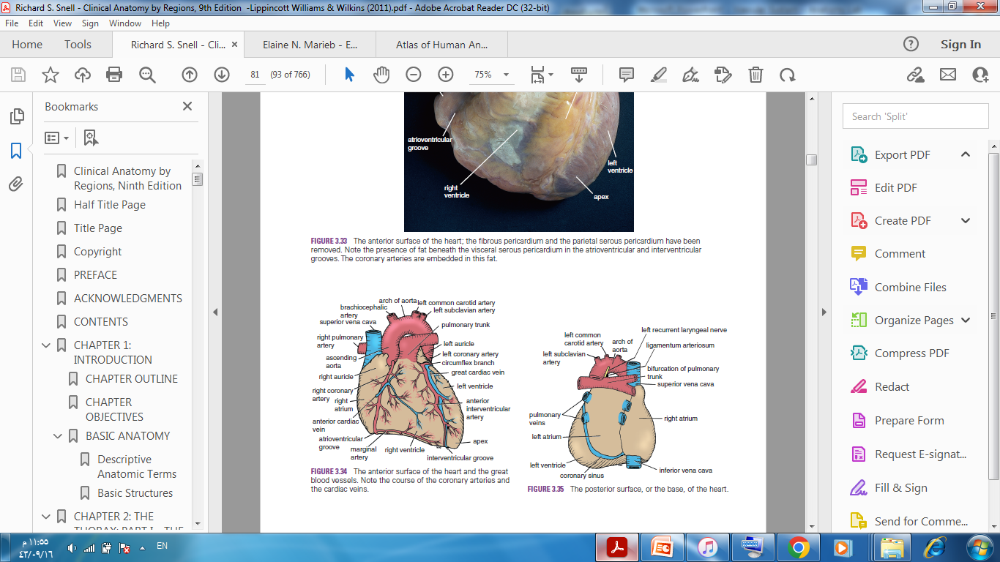 Richard S. Snell - Clinical Anatomy by Regions, 9th Edition -Lippincott Williams & Wilkins (2011).pdf - Adobe Acrobat Reader DC (32-bit)
File Edit View Sign Window Help
Home Tools Richard S. Snell - Cli... × Elaine N. Marieb - E... Atlas of Human An... ? Sign In
81 (93 of 766) 75%
Bookmarks
Clinical Anatomy by
Regions, Ninth Edition
Half Title Page
Title Page
Copyright
PREFACE
ACKNOWLEDGMENTS
CONTENTS
CHAPTER 1:
INTRODUCTION
CHAPTER OUTLINE
CHAPTER
OBJECTIVES
BASIC ANATOMY
Descriptive
Anatomic Terms
Basic Structures
CHAPTER 2: THE
THORAX: PART I - THE
atrioventricular
groove
left
ventricle
right
ventricle
apex
FIGURE 3.33 The anterior surface of the heart; the fibrous pericardium and the parietal serous pericardium have been
removed. Note the presence of fat beneath the visceral serous pericardium in the atrioventricular and interventricular
grooves. The coronary arteries are embedded in this fat.
arch of aorta
left common carotid artery
brachiocephalic
artery
left subclavian artery
superior vena cava
pulmonary trunk
right pulmonary
artery
left auricle
left coronary artery
ascending
aorta
circumflex branch
great cardiac vein
right auricle
left ventricle
right coronary
artery
right
atrium
anterior
interventricular
artery
anterior cardiac
vein
atrioventricular
groove
apex
marginal
artery
right ventricle
interventricular groove
FIGURE 3.34 The anterior surface of the heart and the great
blood vessels. Note the course of the coronary arteries and
the cardiac veins.
left recurrent laryngeal nerve
left common
carotid artery
arch of
aorta
ligamentum arteriosum
left subclavian
artery
bifurcation of pulmonary
trunk
superior vena cava
pulmonary
veins
right atrium
left atrium
left ventricle
inferior vena cava
coronary sinus
FIGURE 3.35 The posterior surface, or the base, of the heart.
Search 'Split'
Export PDF
Edit PDF
Create PDF
Comment
Combine Files
Organize Pages
Compress PDF
Redact
Prepare Form
Request E-signat...
Fill & Sign
Send for Comme...
EN
١١:٥٥ م
٤٣/٠٩/١٦